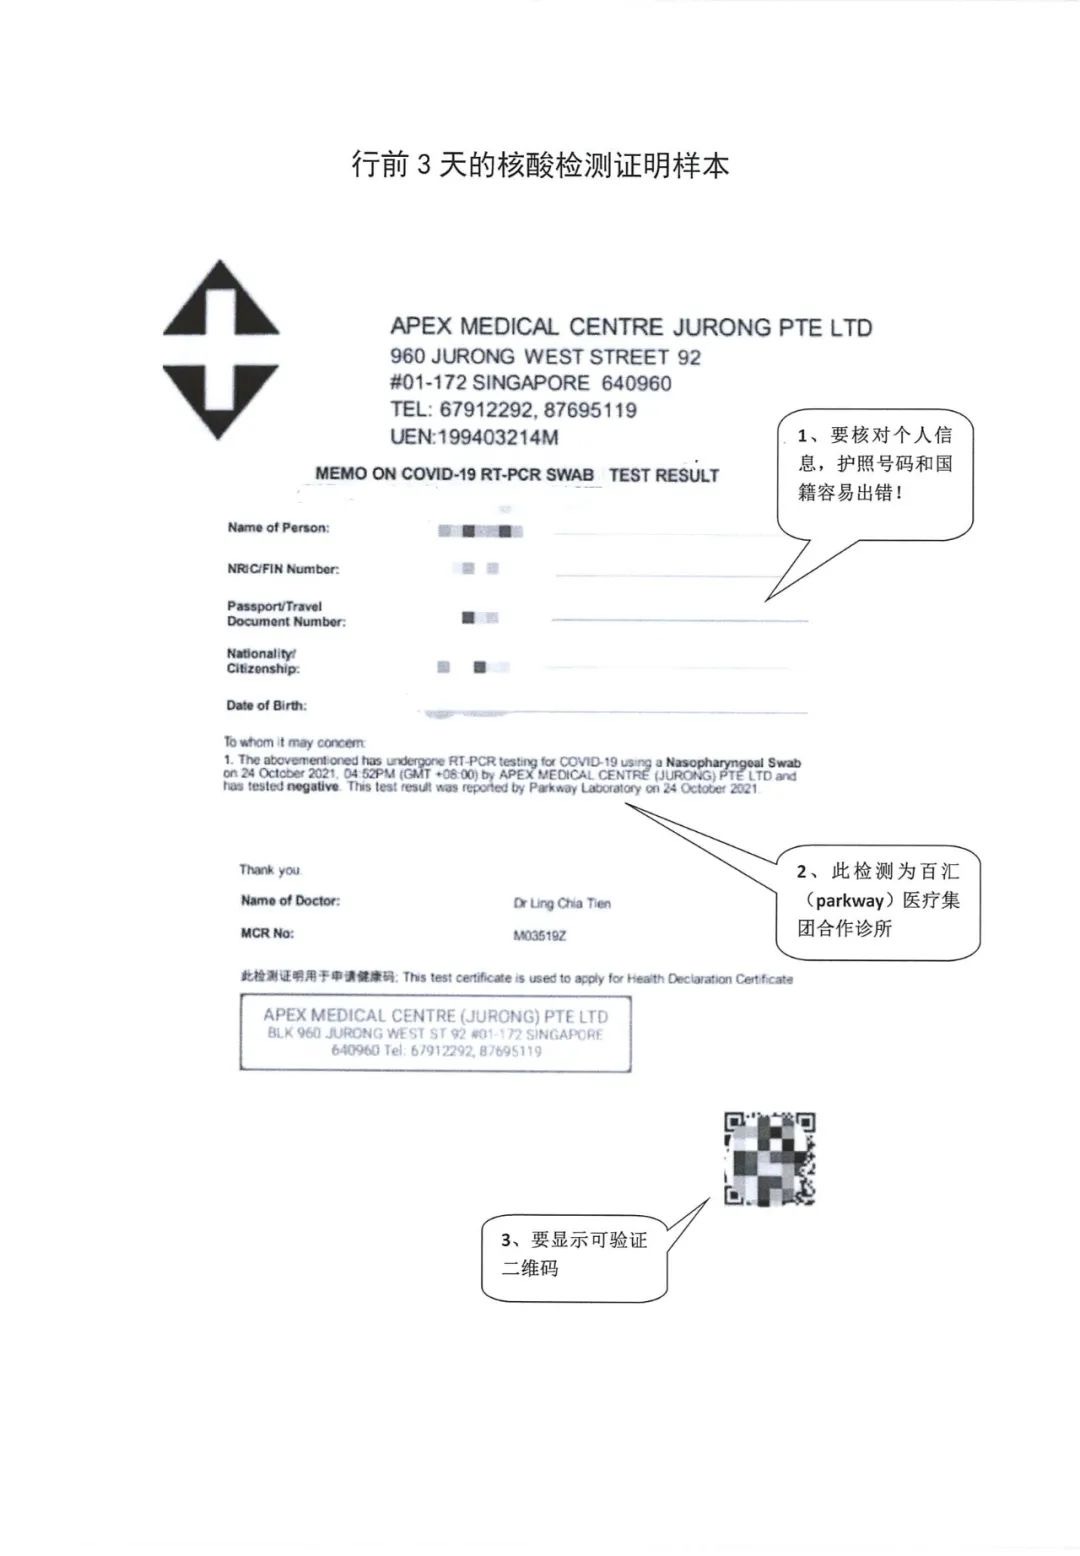 行前 3 天的核酸检测证明样本
APEX MEDICAL CENTRE JURONG PTE LTD
960 JURONG WEST STREET 92
#01-172 SINGAPORE 640960
TEL: 67912292, 87695119
UEN:199403214M
MEMO ON COVID-19 RT-PCR SWAB TEST RESULT
1、要核对个人信
息，护照号码和国
籍容易出错！
Name of Person:
NRIC/FIN Number:
Passport/Travel
Document Number:
Nationality/
Citizenship:
Date of Birth:
To whom it may concern:
1. The abovementioned has undergone RT-PCR testing for COVID-19 using a Nasopharyngeal Swab
on 24 October 2021, 04:52PM (GMT +08:00) by APEX MEDICAL CENTRE (JURONG) PTE LTD and
has tested negative. This test result was reported by Parkway Laboratory on 24 October 2021.
2、此检测为百汇
（parkway）医疗集
团合作诊所
Thank you.
Name of Doctor: Dr Ling Chia Tien
MCR No: M03519Z
此检测证明用于申请健康码: This test certificate is used to apply for Health Declaration Certificate
APEX MEDICAL CENTRE (JURONG) PTE LTD
BLK 960 JURONG WEST ST 92 #01-172 SINGAPORE
640960 Tel: 67912292, 87695119
3、要显示可验证
二维码